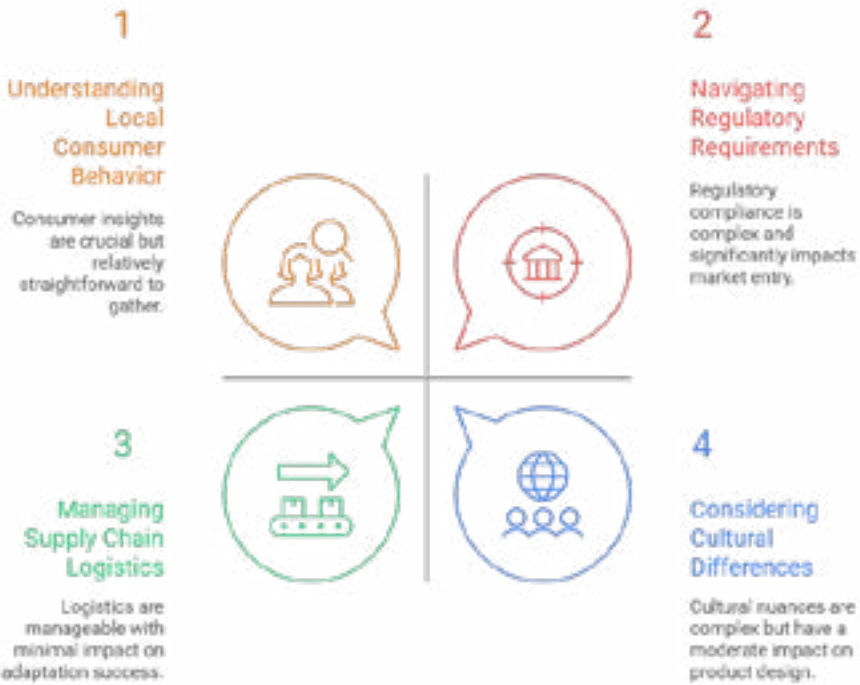 1
Understanding
Local
Consumer
Behavior
Consumer insights
are crucial but
relatively
straightforward to
gather.
2
Navigating
Regulatory
Requirements
Regulatory
compliance is
complex and
significantly impacts
market entry.
3
Managing
Supply Chain
Logistics
Logistics are
manageable with
minimal impact on
adaptation success.
4
Considering
Cultural
Differences
Cultural nuances are
complex but have a
moderate impact on
product design.